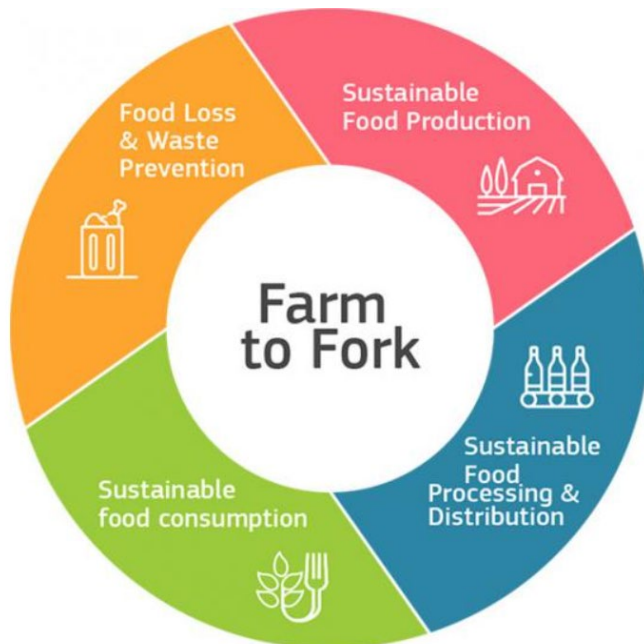 Food Loss
& Waste
Prevention
Sustainable
Food Production
Farm
to Fork
Sustainable
Food
Processing &
Distribution
Sustainable
food consumption